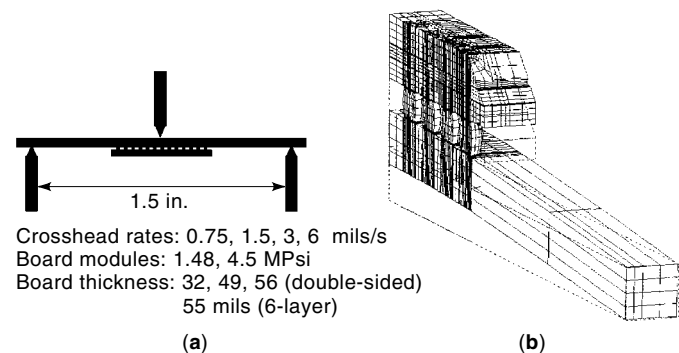 1.5 in.
Crosshead rates: 0.75, 1.5, 3, 6 mils/s
Board modules: 1.48, 4.5 MPsi
Board thickness: 32, 49, 56 (double-sided)
55 mils (6-layer)
(a)
(b)